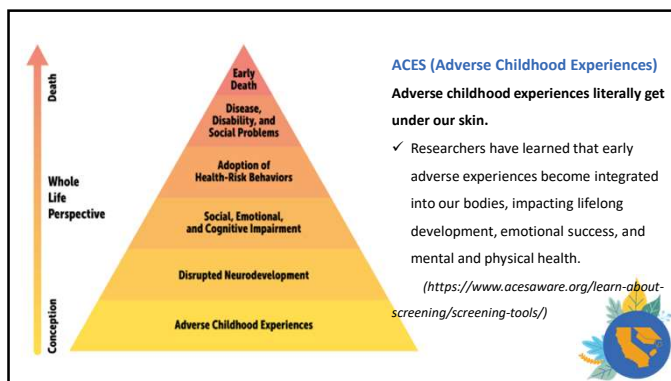 Death
Whole
Life
Perspective
Conception
Early
Death
Disease,
Disability, and
Social Problems
Adoption of
Health-Risk Behaviors
Social, Emotional,
and Cognitive Impairment
Disrupted Neurodevelopment
Adverse Childhood Experiences
ACES (Adverse Childhood Experiences)
Adverse childhood experiences literally get
under our skin.
✓ Researchers have learned that early
adverse experiences become integrated
into our bodies, impacting lifelong
development, emotional success, and
mental and physical health.
(https://www.acesaware.org/learn-about-
screening/screening-tools/)